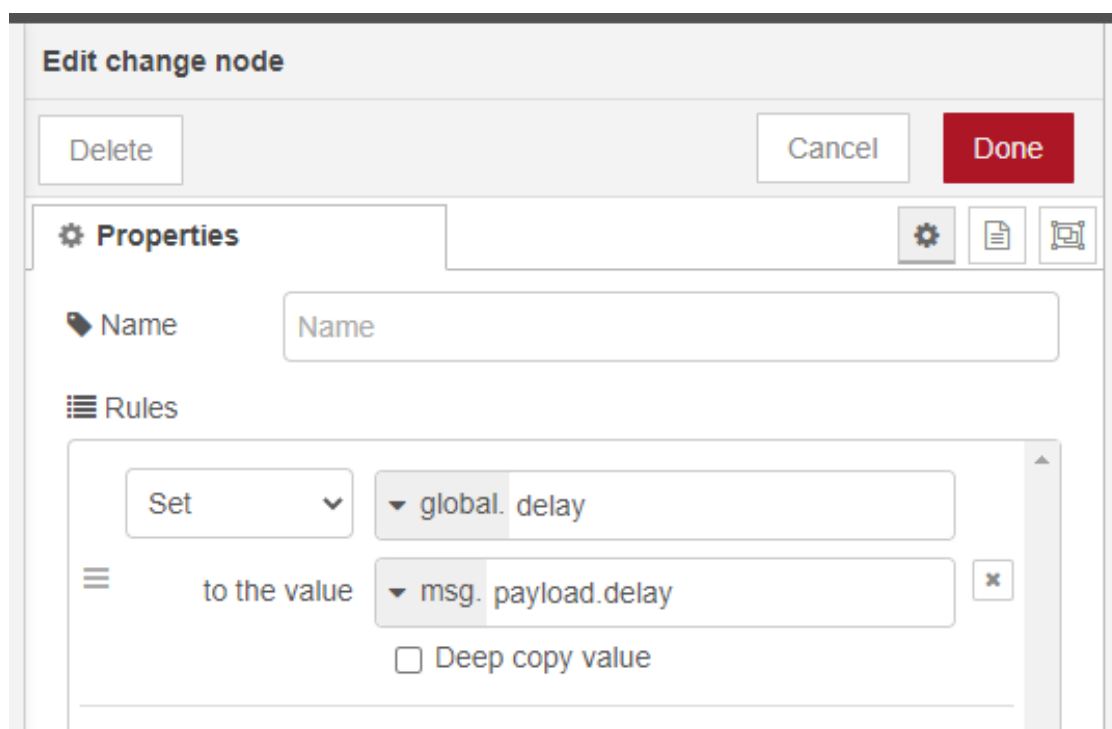 Edit change node
Delete Cancel Done
Properties
Name Name
Rules
Set global. delay
to the value msg. payload.delay
Deep copy value